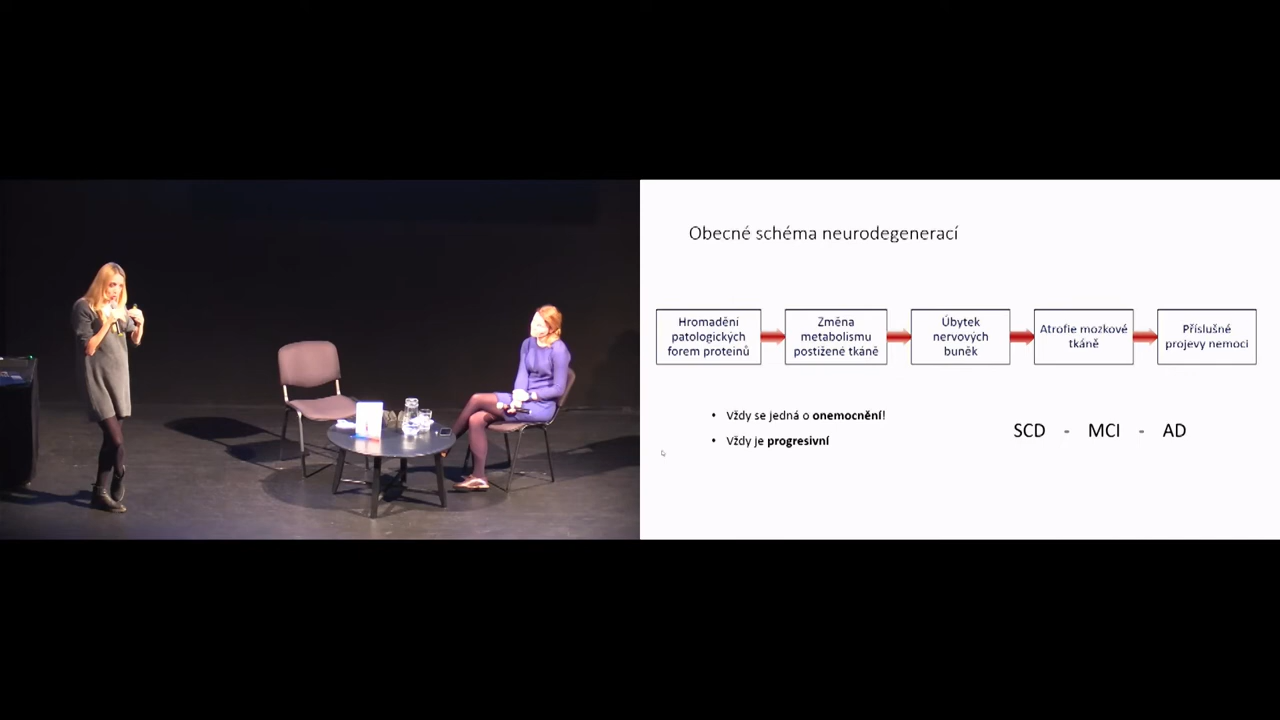 Obecné schéma neurodegenerací
Hromadění
patologických
forem proteinů
Změna
metabolismu
postižené tkáně
Úbytek
nervových
buněk
Atrofie mozkové
tkáně
Příslušné
projevy nemoci
• Vždy se jedná o onemocnění!
• Vždy je progresivní
SCD - MCI - AD